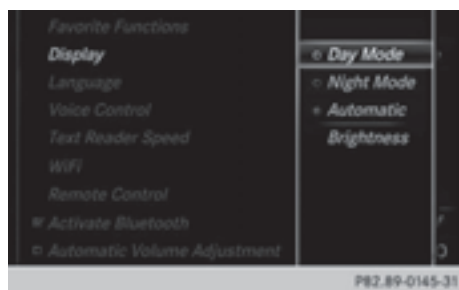 Favorite Functions
Display
Language
Voice Control
Text Reader Speed
WiFi
Remote Control
Activate Bluetooth
Automatic Volume Adjustment
Day Mode
Night Mode
Automatic
Brightness
P82.89-0145-31